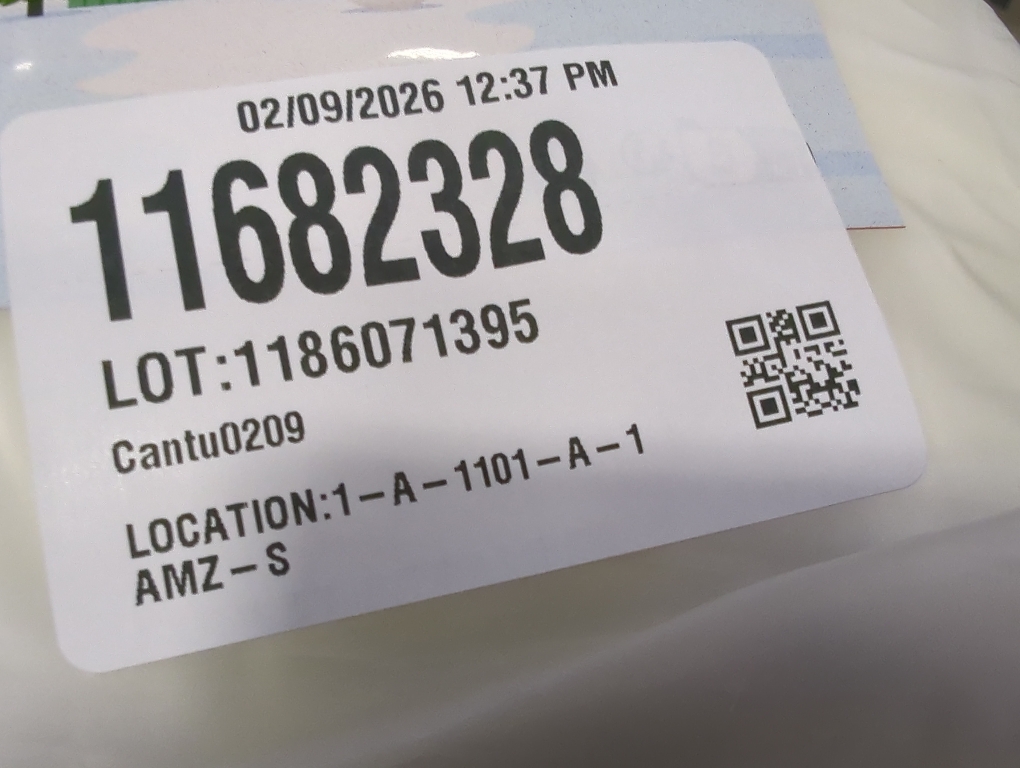 02/09/2026 12:37 PM
11682328
LOT:1186071395
Cantu0209
LOCATION:1-A-1101-A-1
AMZ-S